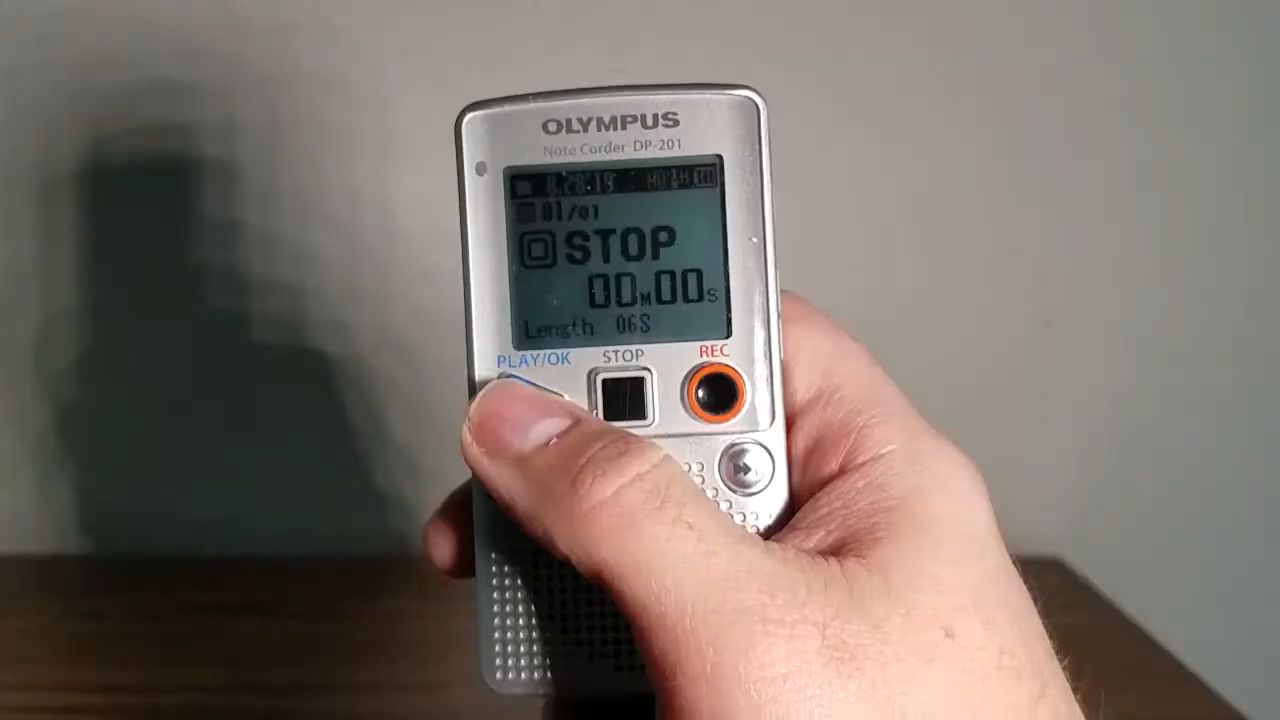 OLYMPUS
Note Corder DP-201
01/01
STOP
00M00S
Length 06S
PLAY/OK STOP REC